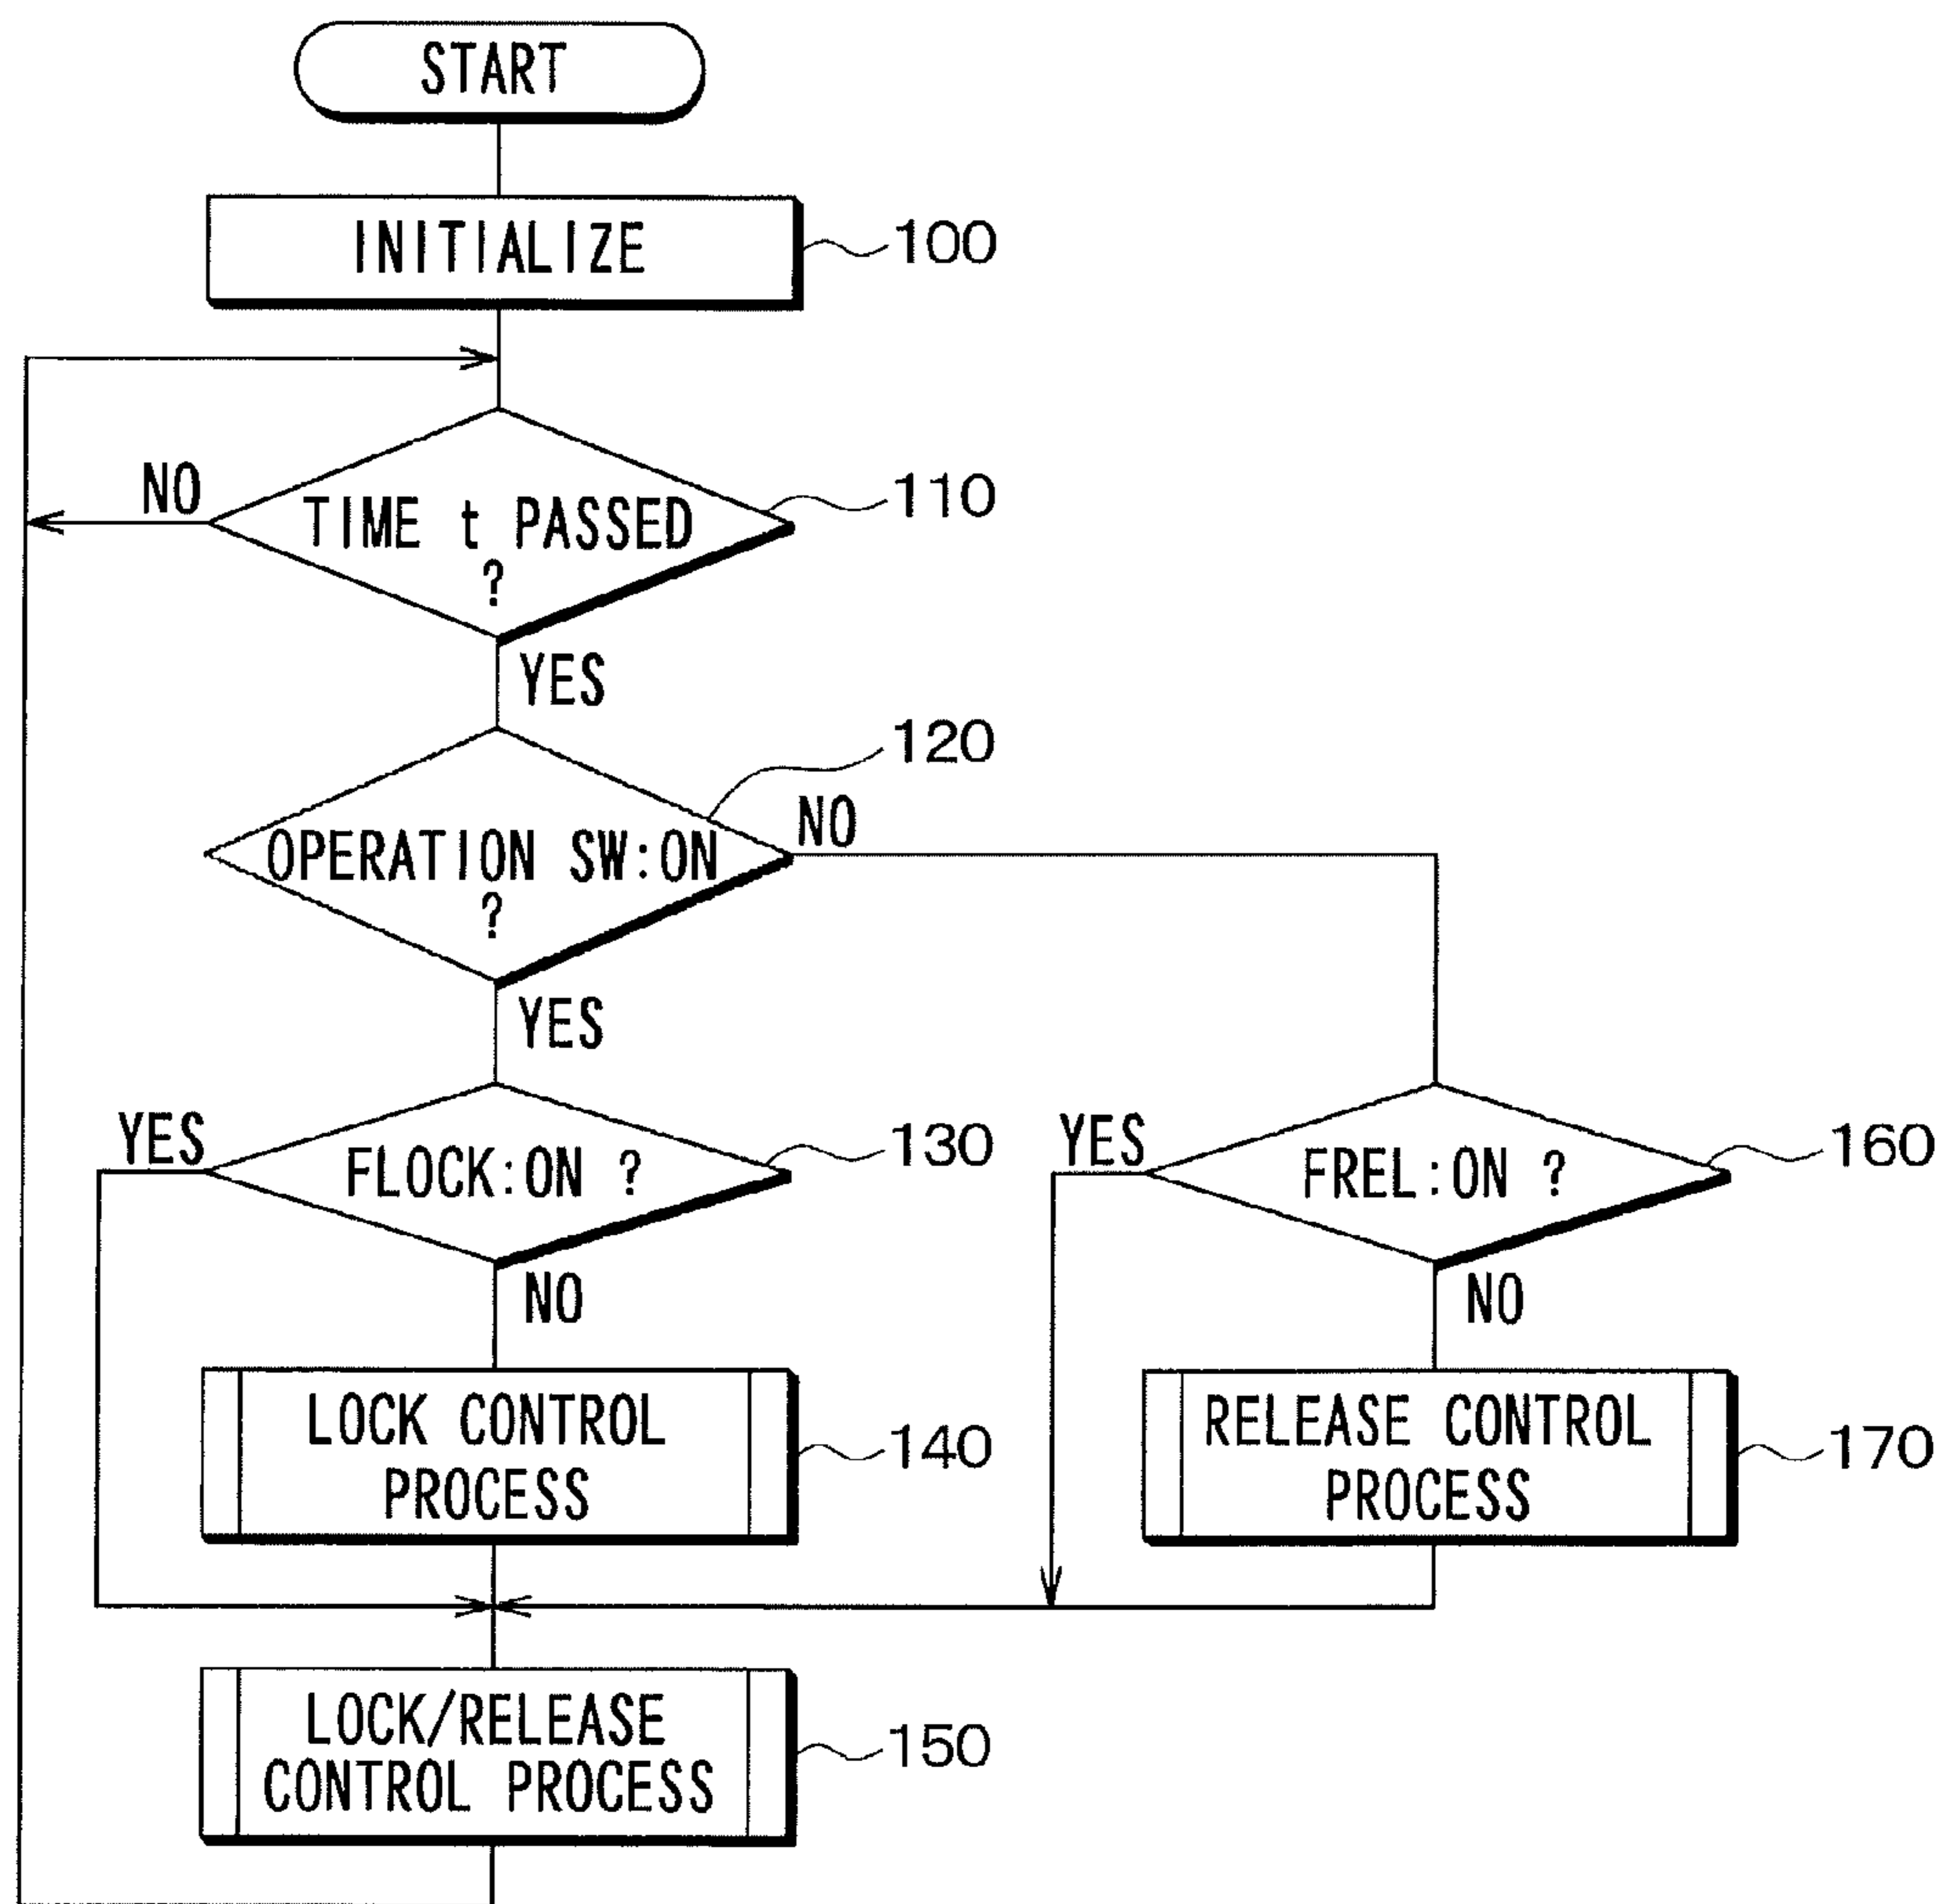 START
INITIALIZE
100
NO
TIME t PASSED
?
110
YES
120
OPERATION SW:ON
?
NO
YES
YES
FLOCK:ON ?
130
NO
YES
FREL:ON ?
160
NO
LOCK CONTROL
PROCESS
140
RELEASE CONTROL
PROCESS
170
LOCK/RELEASE
CONTROL PROCESS
150